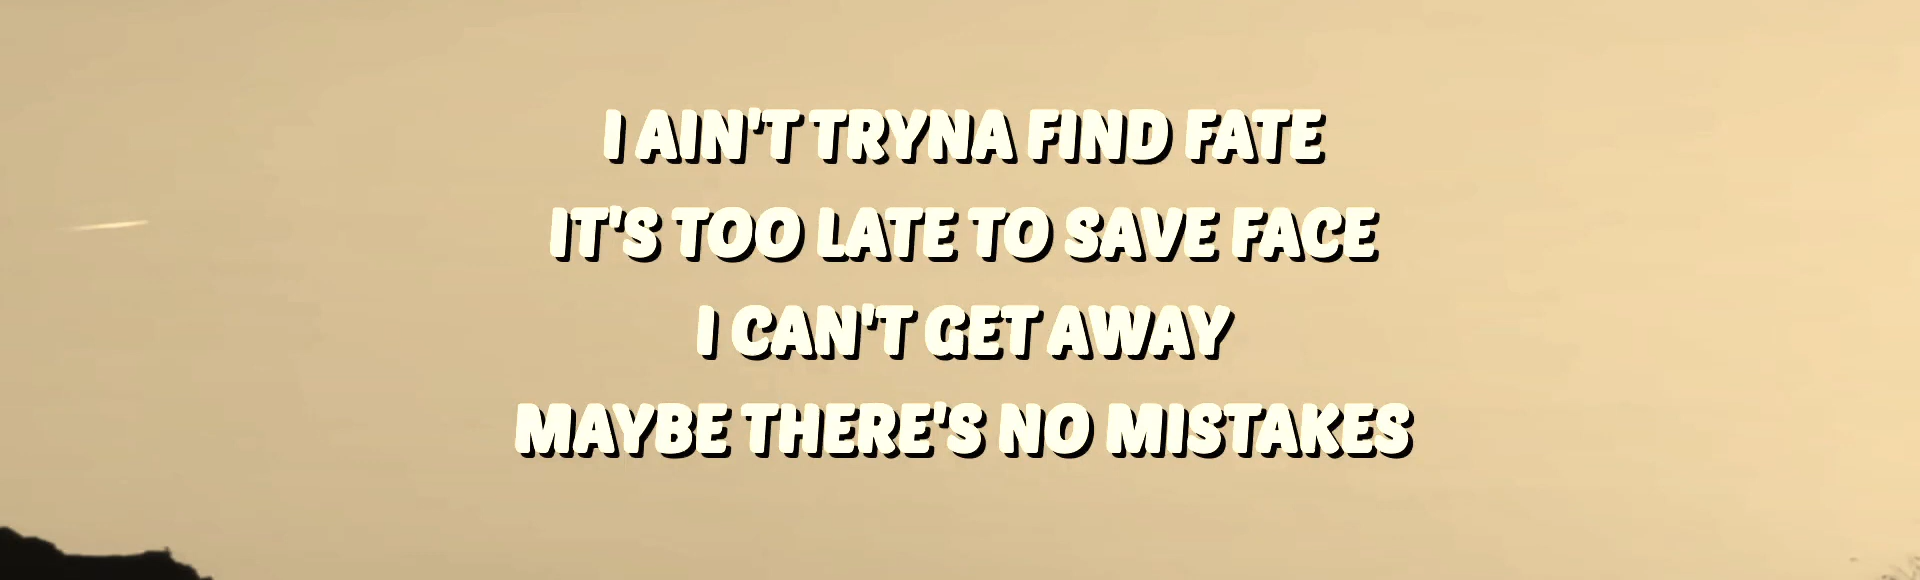 I AIN'T TRYNA FIND FATE
IT'S TOO LATE TO SAVE FACE
I CAN'T GET AWAY
MAYBE THERE'S NO MISTAKES